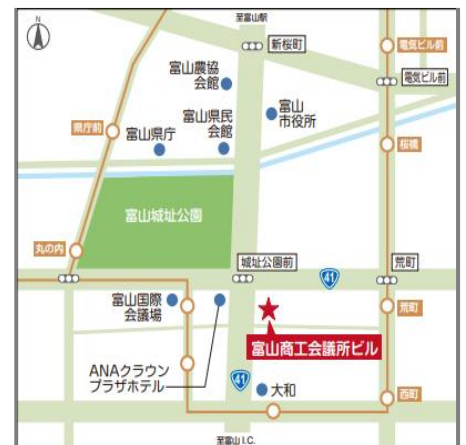 至富山駅
新桜町
電気ビル前
富山農協
会館
電気ビル前
富山
市役所
富山県民
会館
県庁前
富山県庁
桜橋
富山城址公園
丸の内
城址公園前
荒町
41
富山国際
会議場
荒町
富山商工会議所ビル
ANAクラウン
プラザホテル
41
大和
西町
至富山 I.C.